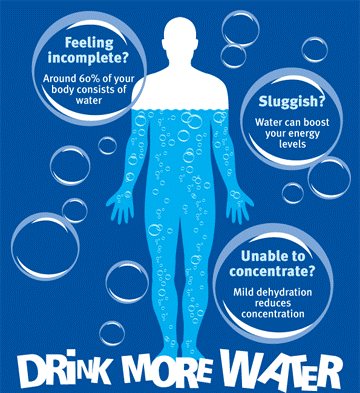 Feeling
incomplete?
Around 60% of your
body consists of
water
Sluggish?
Water can boost
your energy
levels
Unable to
concentrate?
Mild dehydration
reduces
concentration
DRiNK MORE WATER